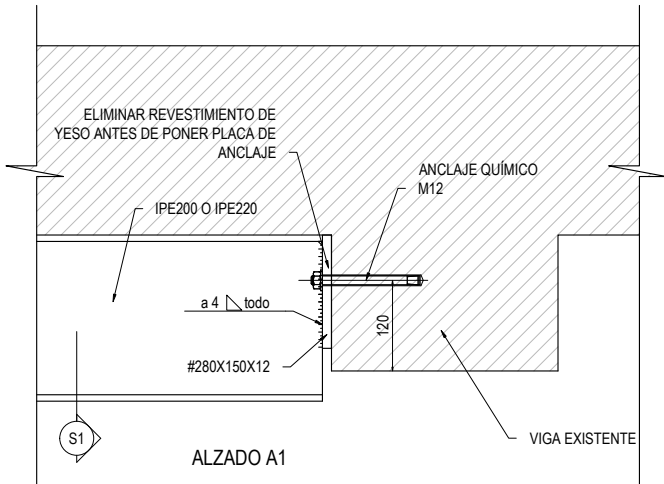 ELIMINAR REVESTIMIENTO DE
YESO ANTES DE PONER PLACA DE
ANCLAJE
ANCLAJE QUÍMICO
M12
IPE200 O IPE220
a 4 todo
120
#280X150X12
S1
VIGA EXISTENTE
ALZADO A1